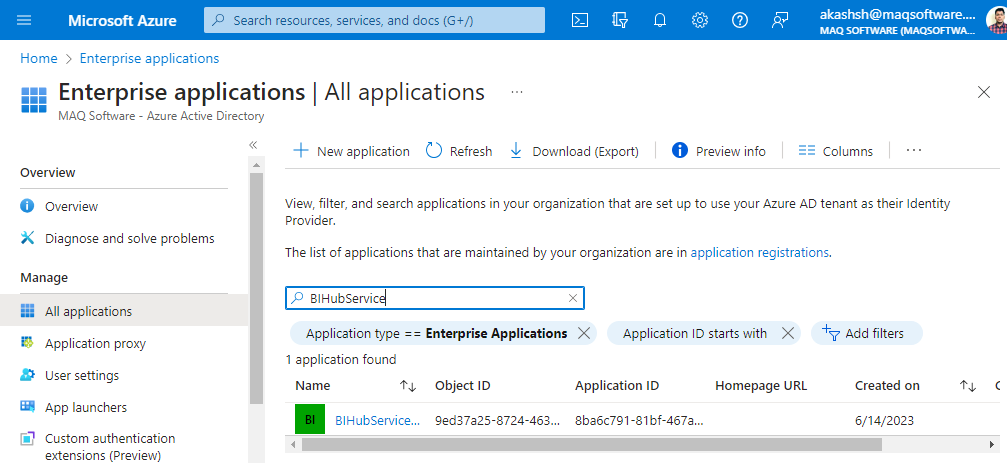 Microsoft Azure
Search resources, services, and docs (G+/)
akashsh@maqsoftware....
MAQ SOFTWARE (MAQSOFTWA...
Home > Enterprise applications
Enterprise applications | All applications ...
MAQ Software - Azure Active Directory
Overview
Overview
Diagnose and solve problems
Manage
All applications
Application proxy
User settings
App launchers
Custom authentication
extensions (Preview)
New application
Refresh
Download (Export)
Preview info
Columns
...
View, filter, and search applications in your organization that are set up to use your Azure AD tenant as their Identity
Provider.
The list of applications that are maintained by your organization are in application registrations.
BIHubService
Application type == Enterprise Applications
Application ID starts with
Add filters
1 application found
Name Object ID Application ID Homepage URL Created on C
BI BIHubService... 9ed37a25-8724-463... 8ba6c791-81bf-467a... 6/14/2023